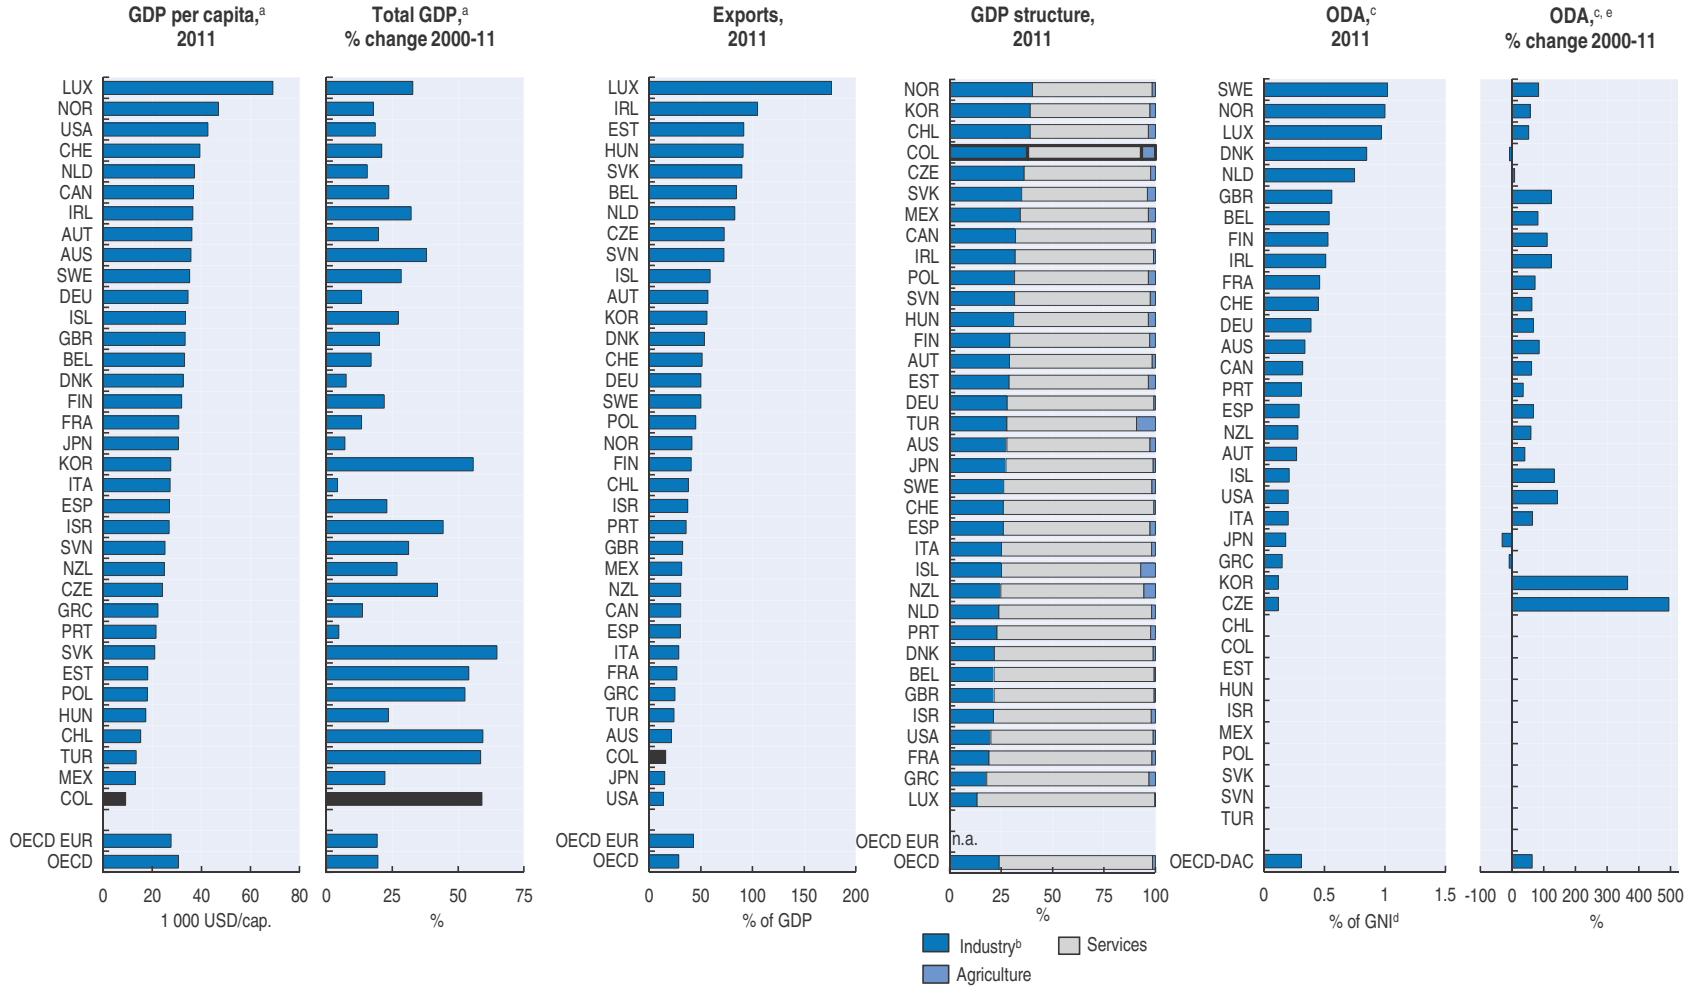 GDP per capita,a
2011
LUX
NOR
USA
CHE
NLD
CAN
IRL
AUT
AUS
SWE
DEU
ISL
GBR
BEL
DNK
FIN
FRA
JPN
KOR
ITA
ESP
ISR
SVN
NZL
CZE
GRC
PRT
SVK
EST
POL
HUN
CHL
TUR
MEX
COL
OECD EUR
OECD
0 20 40 60 80
1 000 USD/cap.
Total GDP,a
% change 2000-11
0 25 50 75
%
Exports,
2011
LUX
IRL
EST
HUN
SVK
BEL
NLD
CZE
SVN
ISL
AUT
KOR
DNK
CHE
DEU
SWE
POL
NOR
FIN
CHL
ISR
PRT
GBR
MEX
NZL
CAN
ESP
ITA
FRA
GRC
TUR
AUS
COL
JPN
USA
OECD EUR
OECD
0 50 100 150 200
% of GDP
GDP structure,
2011
NOR
KOR
CHL
COL
CZE
SVK
MEX
CAN
IRL
POL
SVN
HUN
FIN
AUT
EST
DEU
TUR
AUS
JPN
SWE
CHE
ESP
ITA
ISL
NZL
NLD
PRT
DNK
BEL
GBR
ISR
USA
FRA
GRC
LUX
OECD EUR n.a.
OECD
0 25 50 75 100
%
Industryb Services
Agriculture
ODA,c
2011
SWE
NOR
LUX
DNK
NLD
GBR
BEL
FIN
IRL
FRA
CHE
DEU
AUS
CAN
PRT
ESP
NZL
AUT
ISL
USA
ITA
JPN
GRC
KOR
CZE
CHL
COL
EST
HUN
ISR
MEX
POL
SVK
SVN
TUR
OECD-DAC
0 0.5 1 1.5
% of GNId
ODA,c, e
% change 2000-11
-100 0 100 200 300 400 500
%